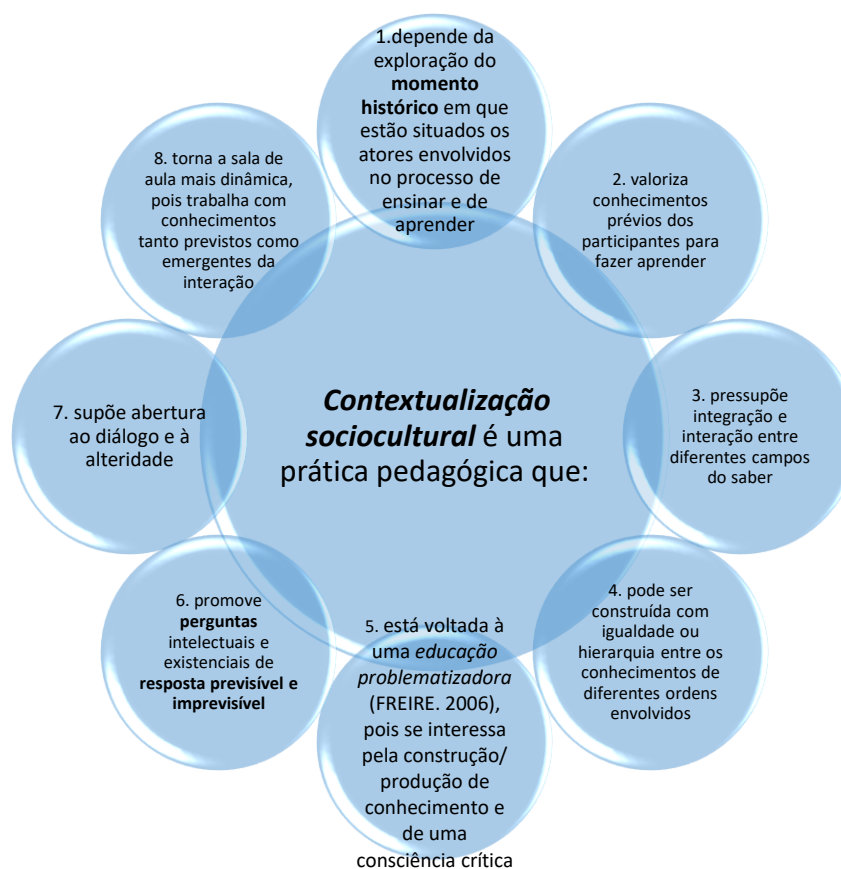 1.depende da
exploração do
momento
histórico em que
estão situados os
atores envolvidos
no processo de
ensinar e de
aprender
2. valoriza
conhecimentos
prévios dos
participantes para
fazer aprender
3. pressupõe
integração e
interação entre
diferentes campos
do saber
4. pode ser
construída com
igualdade ou
hierarquia entre os
conhecimentos de
diferentes ordens
envolvidos
5. está voltada à
uma educação
problematizadora
(FREIRE. 2006),
pois se interessa
pela construção/
produção de
conhecimento e
de uma
consciência crítica
6. promove
perguntas
intelectuais e
existenciais de
resposta previsível e
imprevisível
7. supõe abertura
ao diálogo e à
alteridade
8. torna a sala de
aula mais dinâmica,
pois trabalha com
conhecimentos
tanto previstos como
emergentes da
interação
Contextualização
sociocultural é uma
prática pedagógica que: